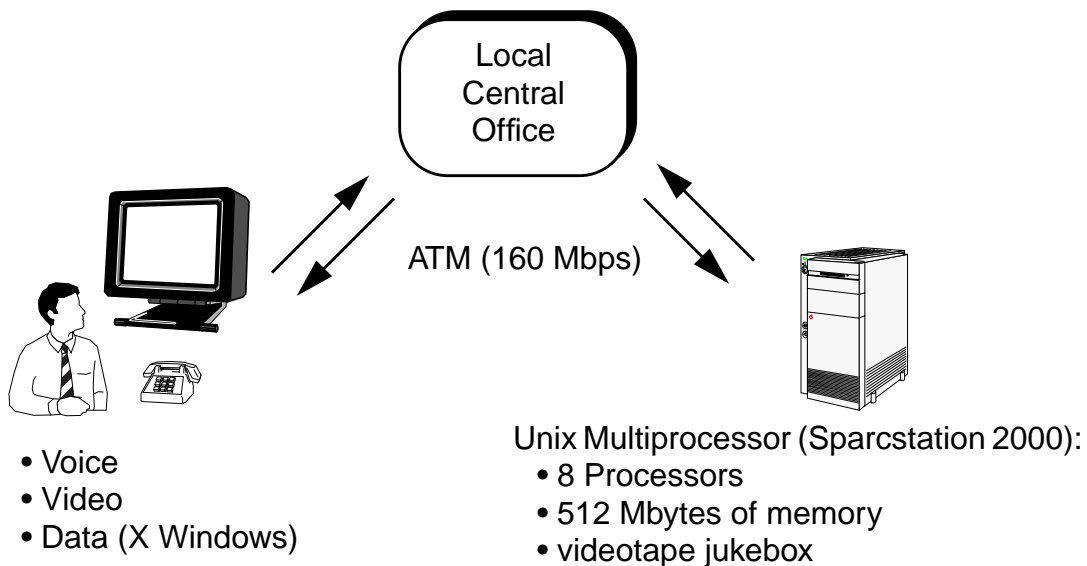 Local
Central
Office
ATM (160 Mbps)
• Voice
• Video
• Data (X Windows)
Unix Multiprocessor (Sparcstation 2000):
• 8 Processors
• 512 Mbytes of memory
• videotape jukebox